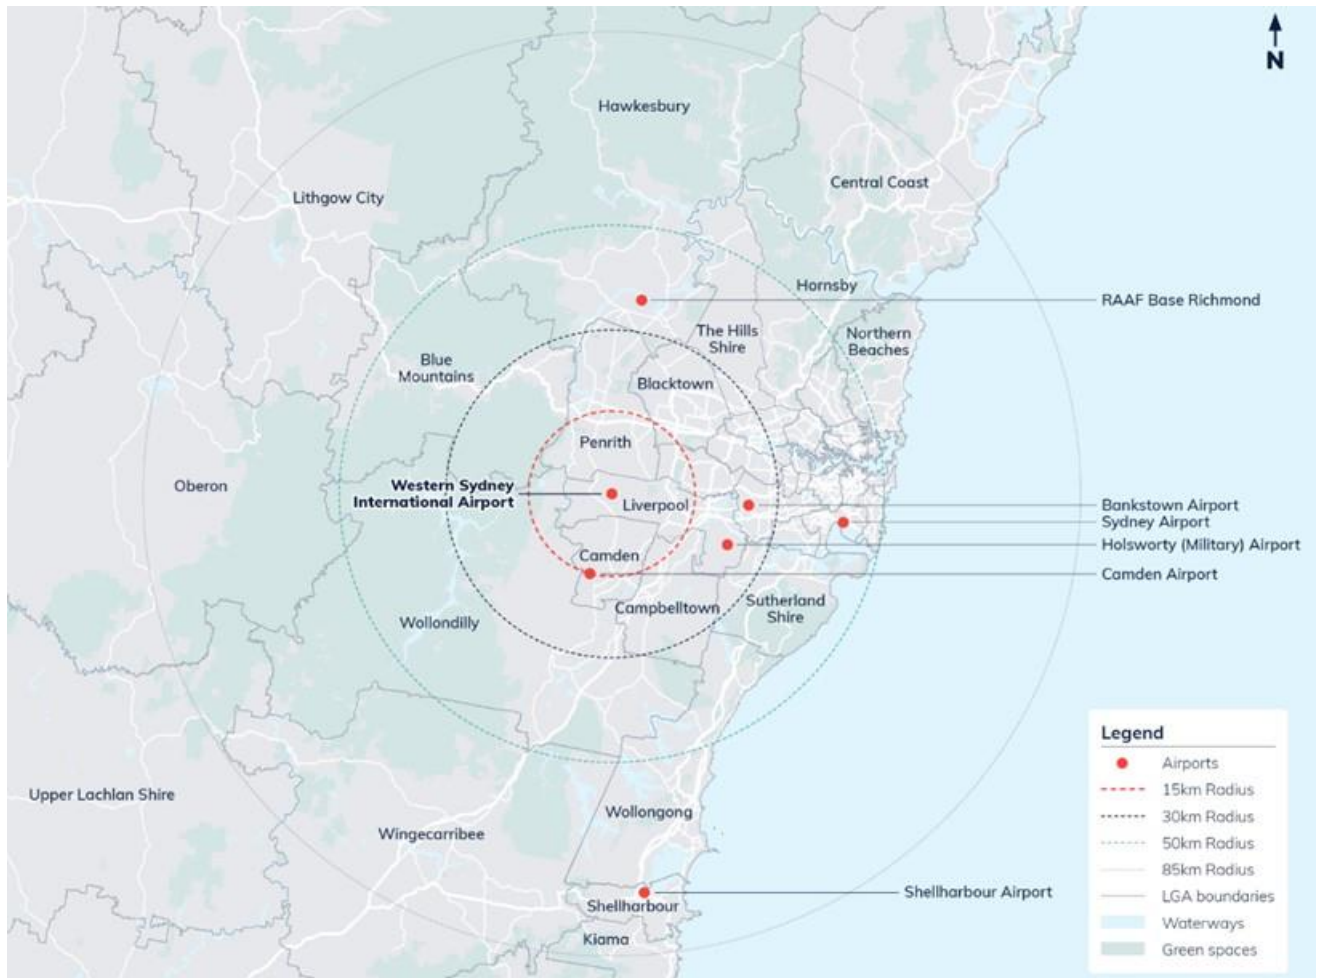 N
Hawkesbury
Central Coast
Lithgow City
Hornsby
RAAF Base Richmond
The Hills
Shire
Northern
Beaches
Blue
Mountains
Blacktown
Penrith
Western Sydney
International Airport
Oberon
Liverpool
Bankstown Airport
Sydney Airport
Holsworty (Military) Airport
Camden
Camden Airport
Campbelltown
Sutherland
Shire
Wollondilly
Upper Lachlan Shire
Wollongong
Wingecarribee
Shellharbour Airport
Shellharbour
Kiama
Legend
Airports
15km Radius
30km Radius
50km Radius
85km Radius
LGA boundaries
Waterways
Green spaces